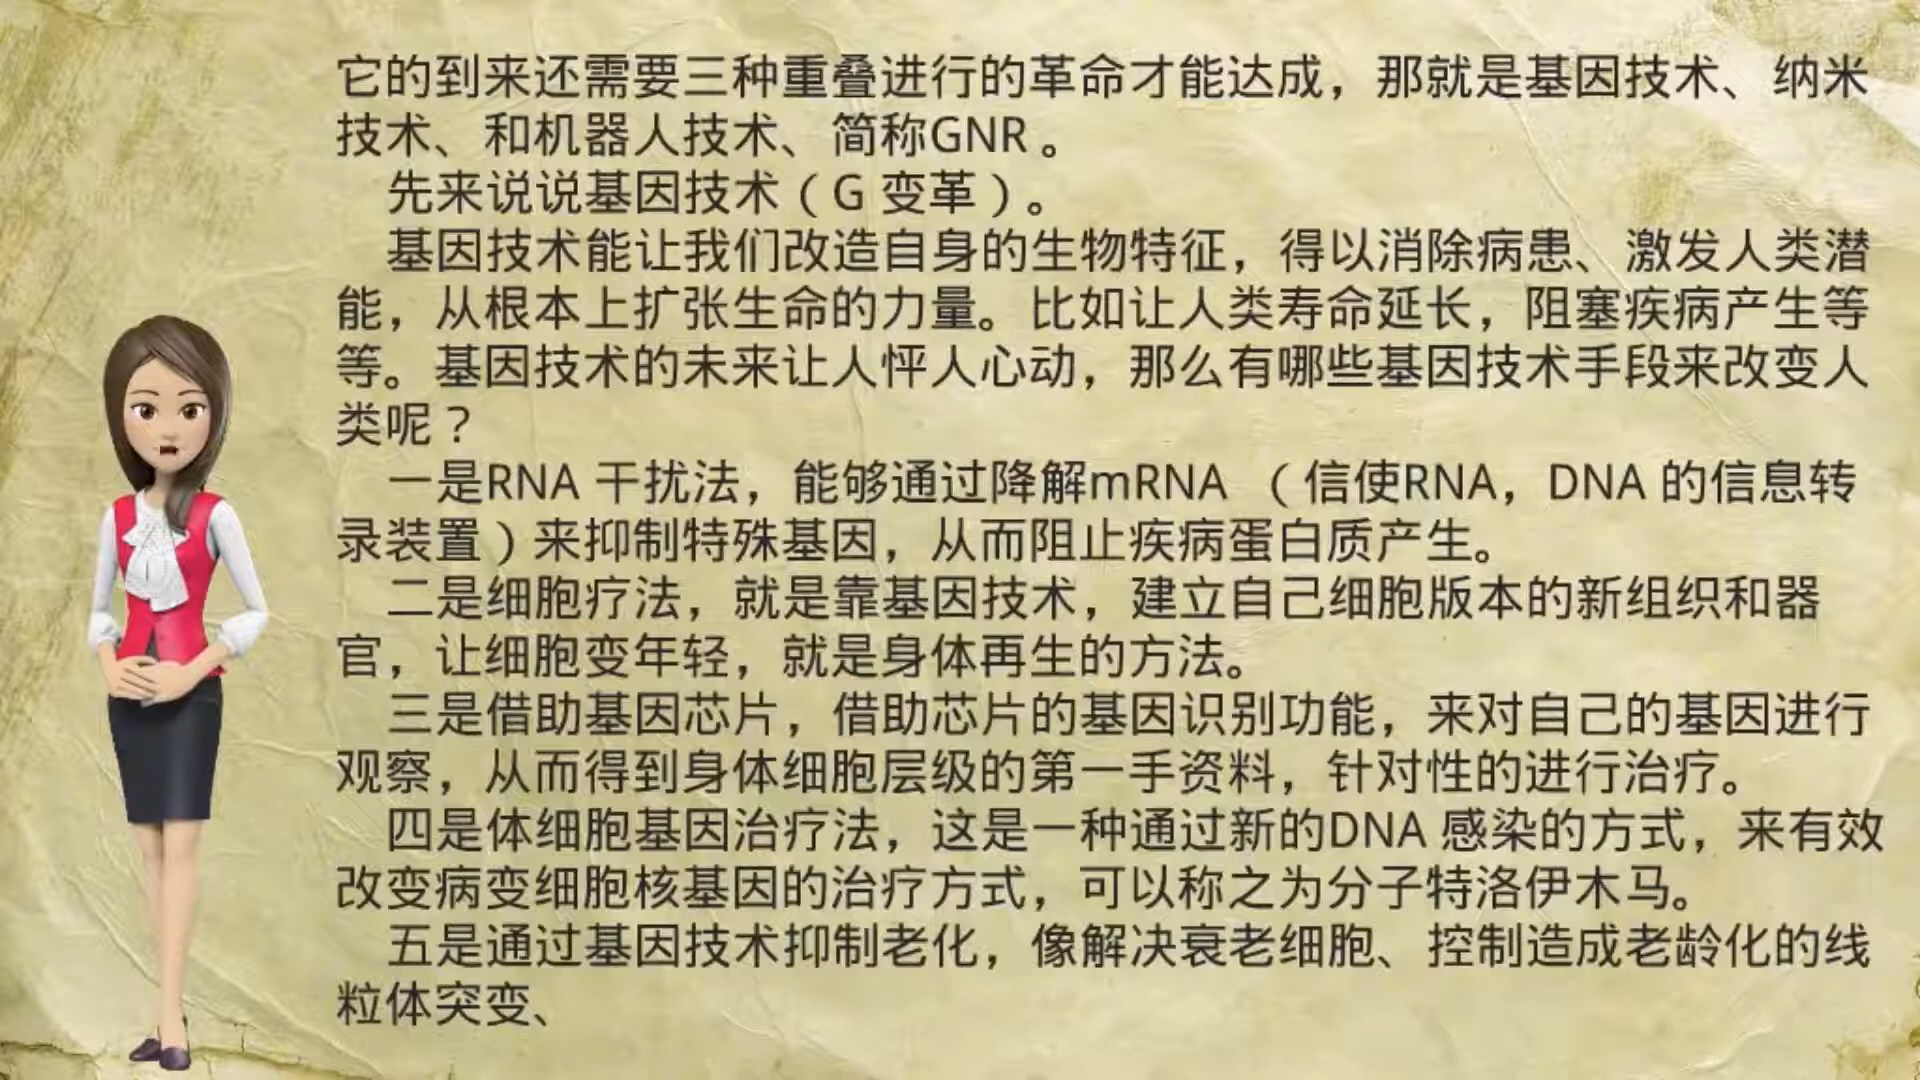 它的到来还需要三种重叠进行的革命才能达成，那就是基因技术、纳米
技术、和机器人技术、简称GNR 。
先来说说基因技术（G 变革）。
基因技术能让我们改造自身的生物特征，得以消除病患、激发人类潜
能，从根本上扩张生命的力量。比如让人类寿命延长，阻塞疾病产生等
等。基因技术的未来让人怦人心动，那么有哪些基因技术手段来改变人
类呢？
一是RNA 干扰法，能够通过降解mRNA （信使RNA，DNA 的信息转
录装置）来抑制特殊基因，从而阻止疾病蛋白质产生。
二是细胞疗法，就是靠基因技术，建立自己细胞版本的新组织和器
官，让细胞变年轻，就是身体再生的方法。
三是借助基因芯片，借助芯片的基因识别功能，来对自己的基因进行
观察，从而得到身体细胞层级的第一手资料，针对性的进行治疗。
四是体细胞基因治疗法，这是一种通过新的DNA 感染的方式，来有效
改变病变细胞核基因的治疗方式，可以称之为分子特洛伊木马。
五是通过基因技术抑制老化，像解决衰老细胞、控制造成老龄化的线
粒体突变、